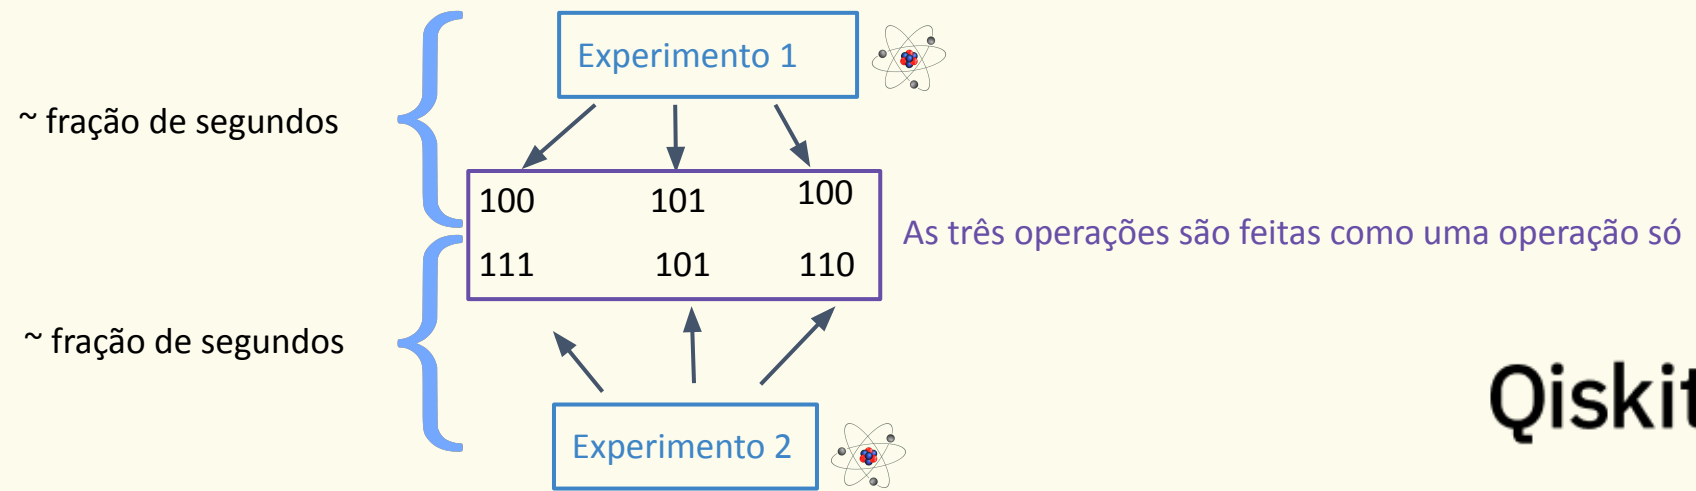 Experimento 1
~ fração de segundos
100 101 100
As três operações são feitas como uma operação só
111 101 110
~ fração de segundos
Qiskit
Experimento 2